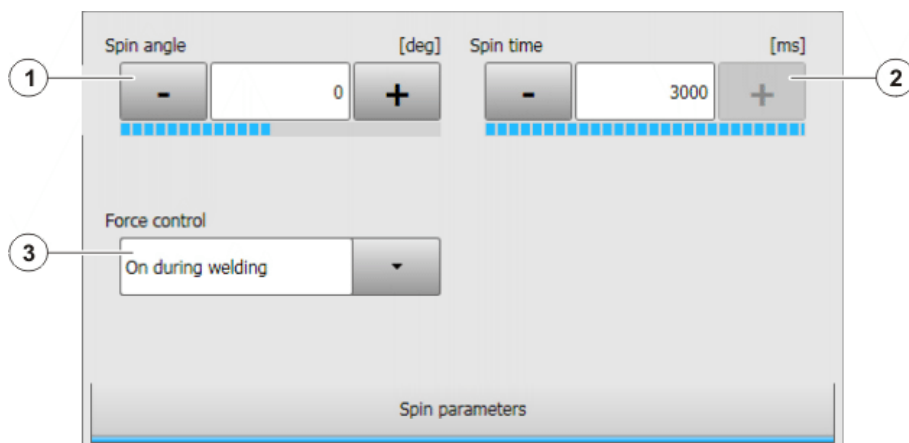 Spin angle [deg] Spin time [ms]
1 - 0 + - 3000 + 2
Force control
3 On during welding
Spin parameters